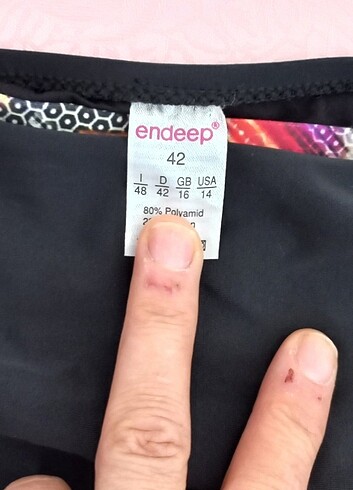 endeep®
42
I D GB USA
48 42 16 14
80% Polyamid